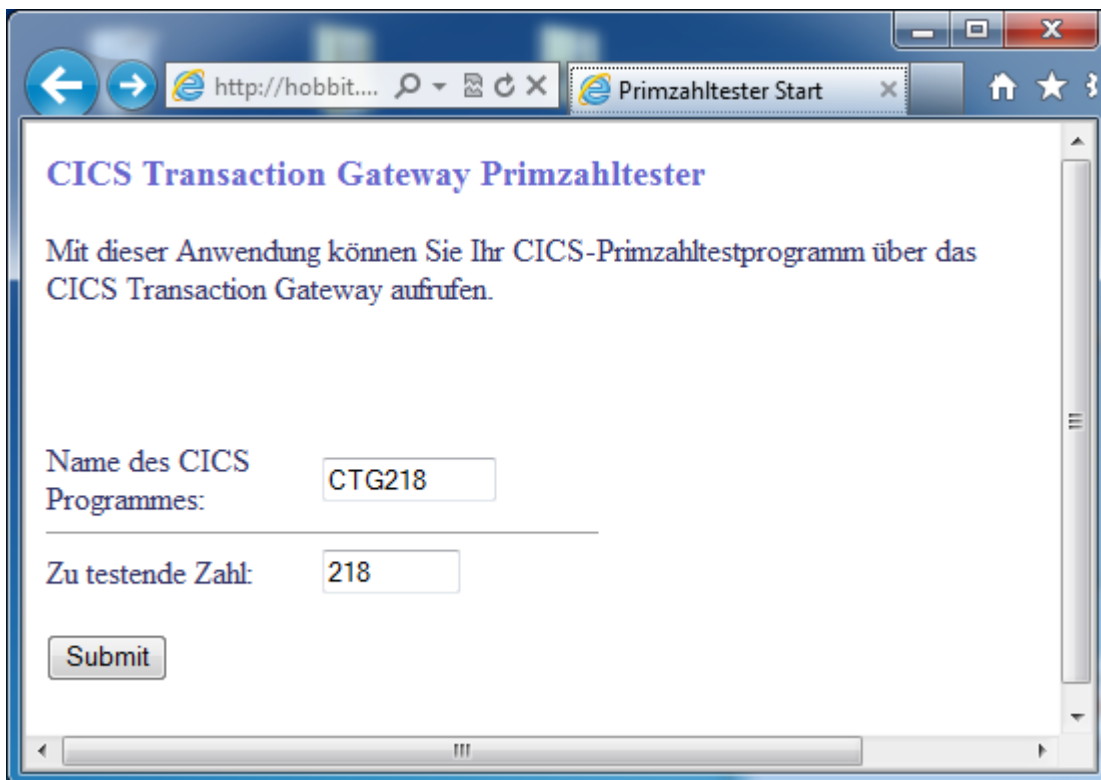 http://hobbit....
Primzahltester Start
CICS Transaction Gateway Primzahltester
Mit dieser Anwendung können Sie Ihr CICS-Primzahltestprogramm über das
CICS Transaction Gateway aufrufen.
Name des CICS
Programmes:
CTG218
Zu testende Zahl:
218
Submit